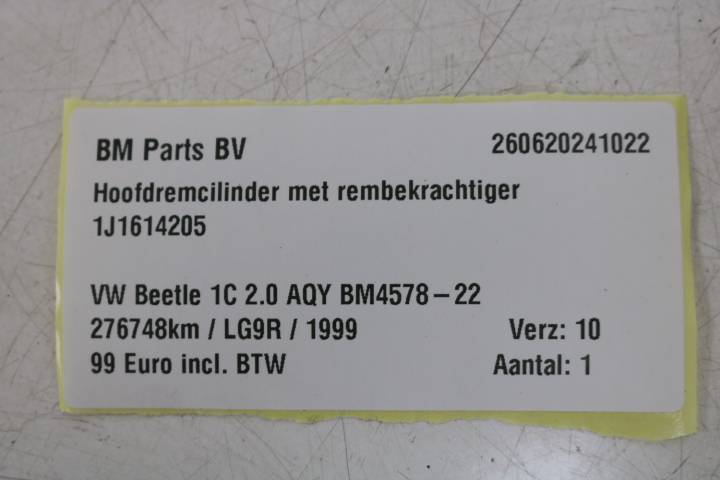 BM Parts BV 260620241022
Hoofdremcilinder met rembekrachtiger
1J1614205
VW Beetle 1C 2.0 AQY BM4578-22
276748km / LG9R / 1999 Verz: 10
99 Euro incl. BTW Aantal: 1